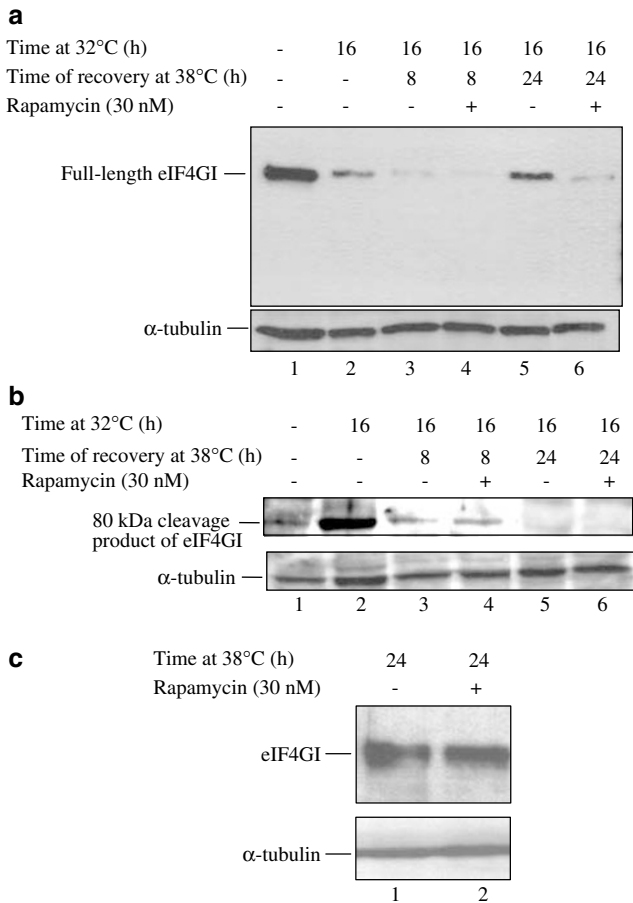 a
Time at 32°C (h) - 16 16 16 16 16
Time of recovery at 38°C (h) - - 8 8 24 24
Rapamycin (30 nM) - - - + - +
Full-length eIF4GI
α-tubulin
1 2 3 4 5 6
b
Time at 32°C (h) - 16 16 16 16 16
Time of recovery at 38°C (h) - - 8 8 24 24
Rapamycin (30 nM) - - - + - +
80 kDa cleavage
product of eIF4GI
α-tubulin
1 2 3 4 5 6
c
Time at 38°C (h) 24 24
Rapamycin (30 nM) - +
eIF4GI
α-tubulin
1 2